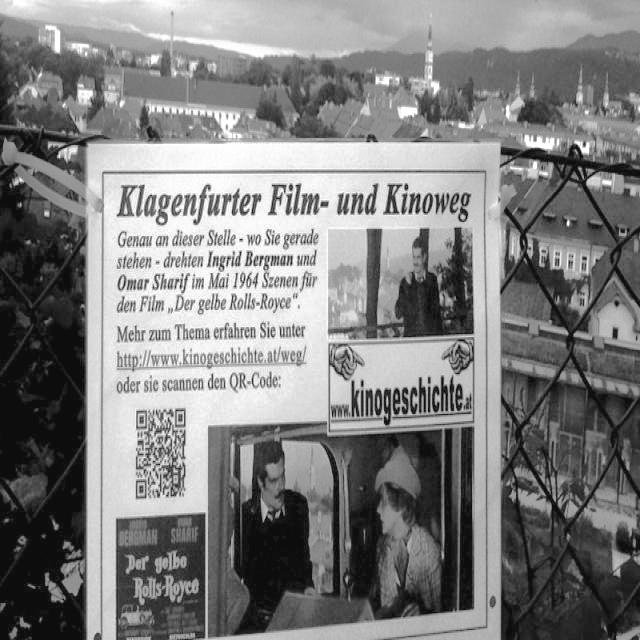 Klagenfurter Film- und Kinoweg
Genau an dieser Stelle - wo Sie gerade
stehen - drehten Ingrid Bergman und
Omar Sharif im Mai 1964 Szenen für
den Film „Der gelbe Rolls-Royce“.
Mehr zum Thema erfahren Sie unter
http://www.kinogeschichte.at/weg/
oder sie scannen den QR-Code:
www.kinogeschichte.at
BERGMAN SHARIF
Der gelbe
Rolls-Royce